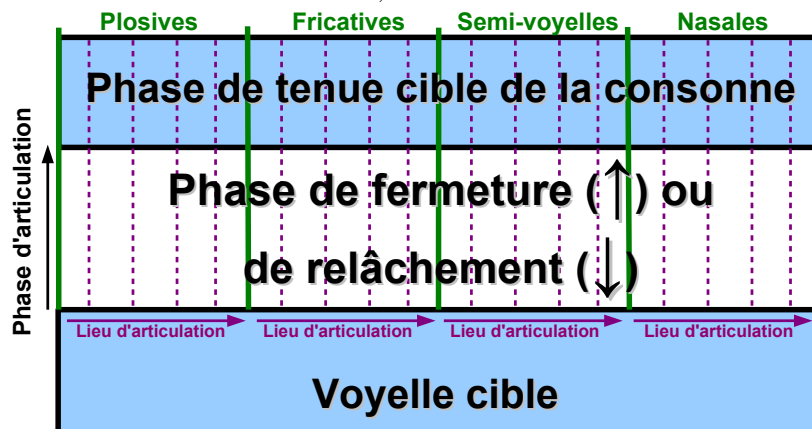 Plosives Fricatives Semi-voyelles Nasales
Phase de tenue cible de la consonne
Phase d'articulation
Phase de fermeture (↑) ou
de relâchement (↓)
Lieu d'articulation Lieu d'articulation Lieu d'articulation Lieu d'articulation
Voyelle cible